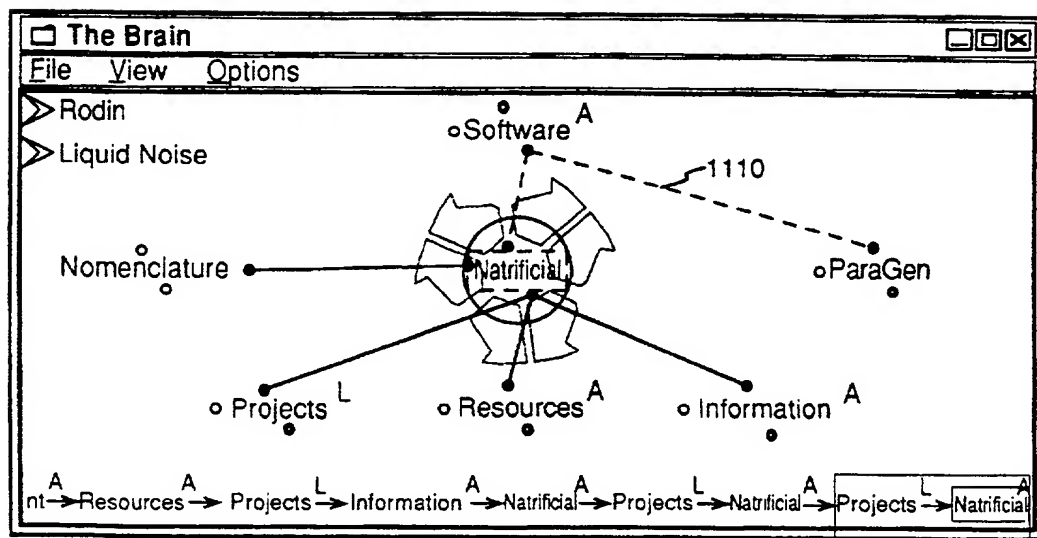 The Brain
File View Options
Rodin
Liquid Noise
Software A
1110
Nomenclature
Natrificial
ParaGen
Projects L
Resources A
Information A
nt A Resources A Projects L Information A Natrificial A Projects L Natrificial A Projects L Natrificial A